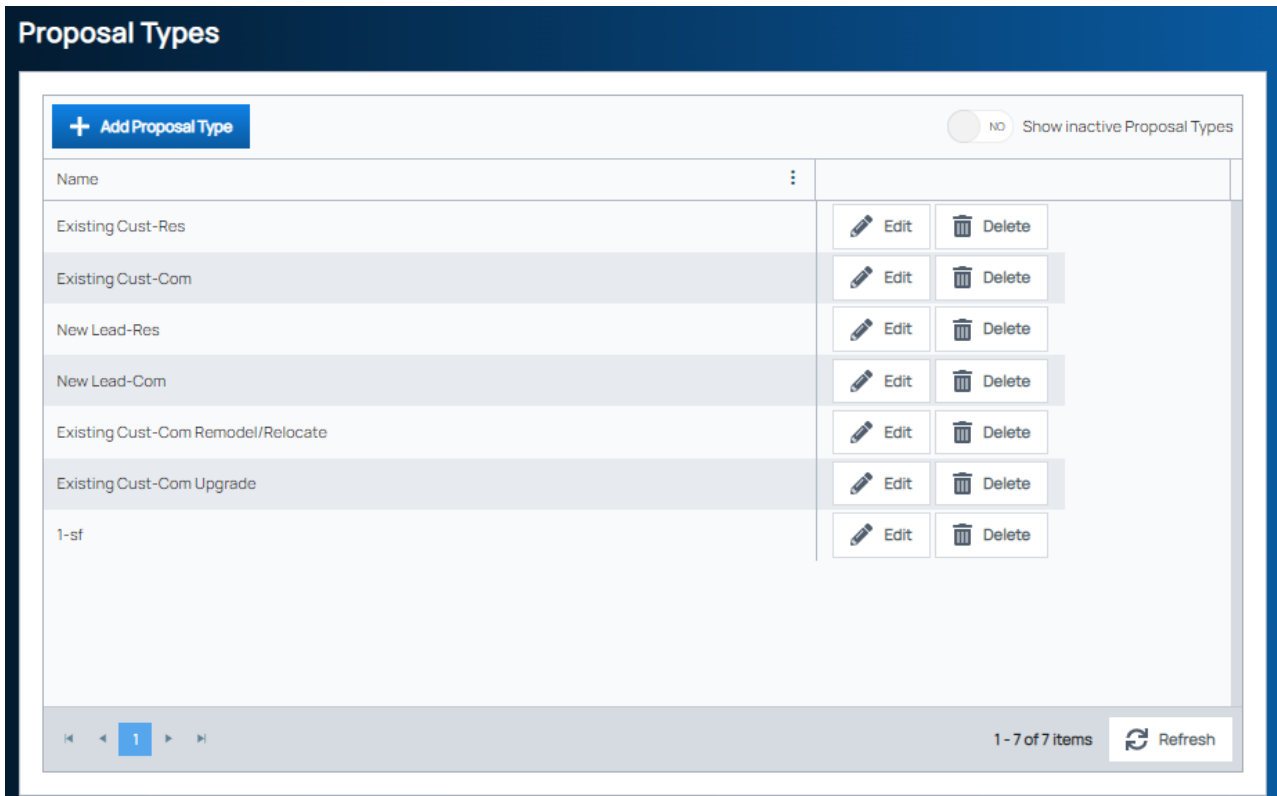 Proposal Types
Add Proposal Type
NO Show inactive Proposal Types
Name
Existing Cust-Res Edit Delete
Existing Cust-Com Edit Delete
New Lead-Res Edit Delete
New Lead-Com Edit Delete
Existing Cust-Com Remodel/Relocate Edit Delete
Existing Cust-Com Upgrade Edit Delete
1-sf Edit Delete
1 1 - 7 of 7 items Refresh